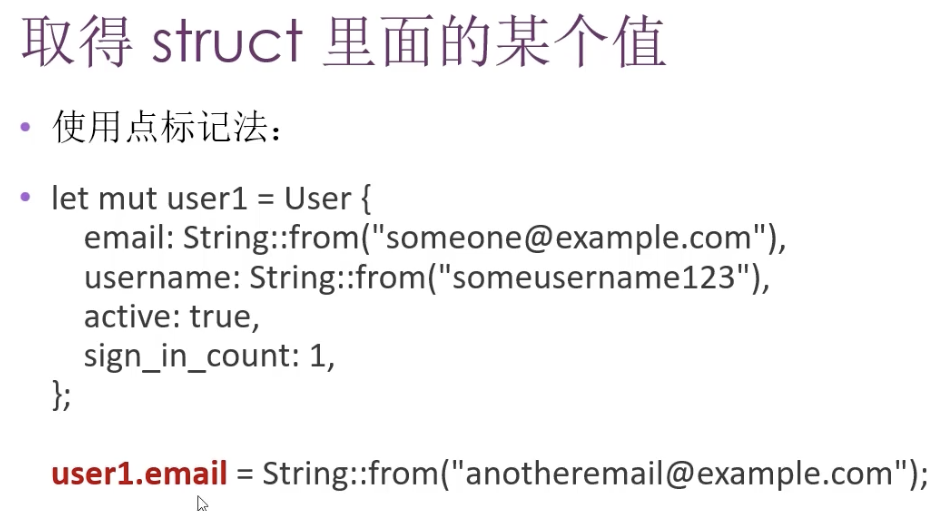 取得 struct 里面的某个值
• 使用点标记法：
• let mut user1 = User {
email: String::from("someone@example.com"),
username: String::from("someusername123"),
active: true,
sign_in_count: 1,
};
user1.email = String::from("anotheremail@example.com");